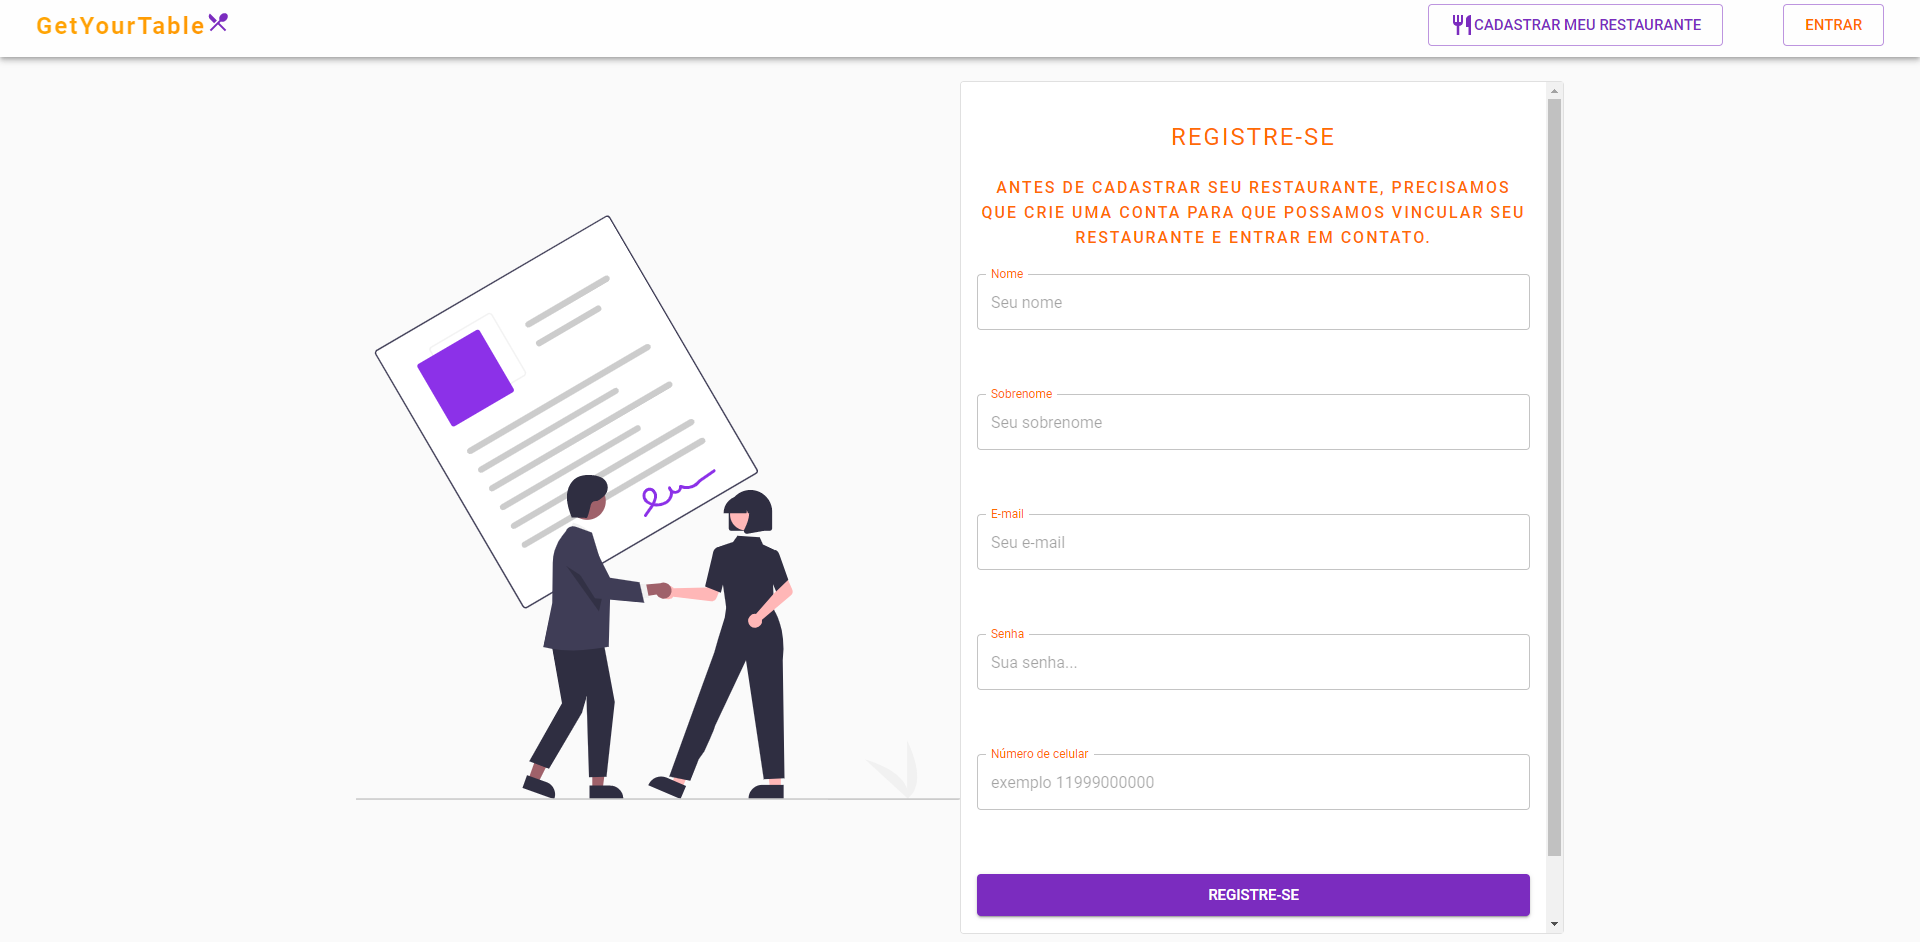 GetYourTable
CADASTRAR MEU RESTAURANTE
ENTRAR
REGISTRE-SE
ANTES DE CADASTRAR SEU RESTAURANTE, PRECISAMOS
QUE CRIE UMA CONTA PARA QUE POSSAMOS VINCULAR SEU
RESTAURANTE E ENTRAR EM CONTATO.
Nome
Seu nome
Sobrenome
Seu sobrenome
E-mail
Seu e-mail
Senha
Sua senha...
Número de celular
exemplo 11999000000
REGISTRE-SE